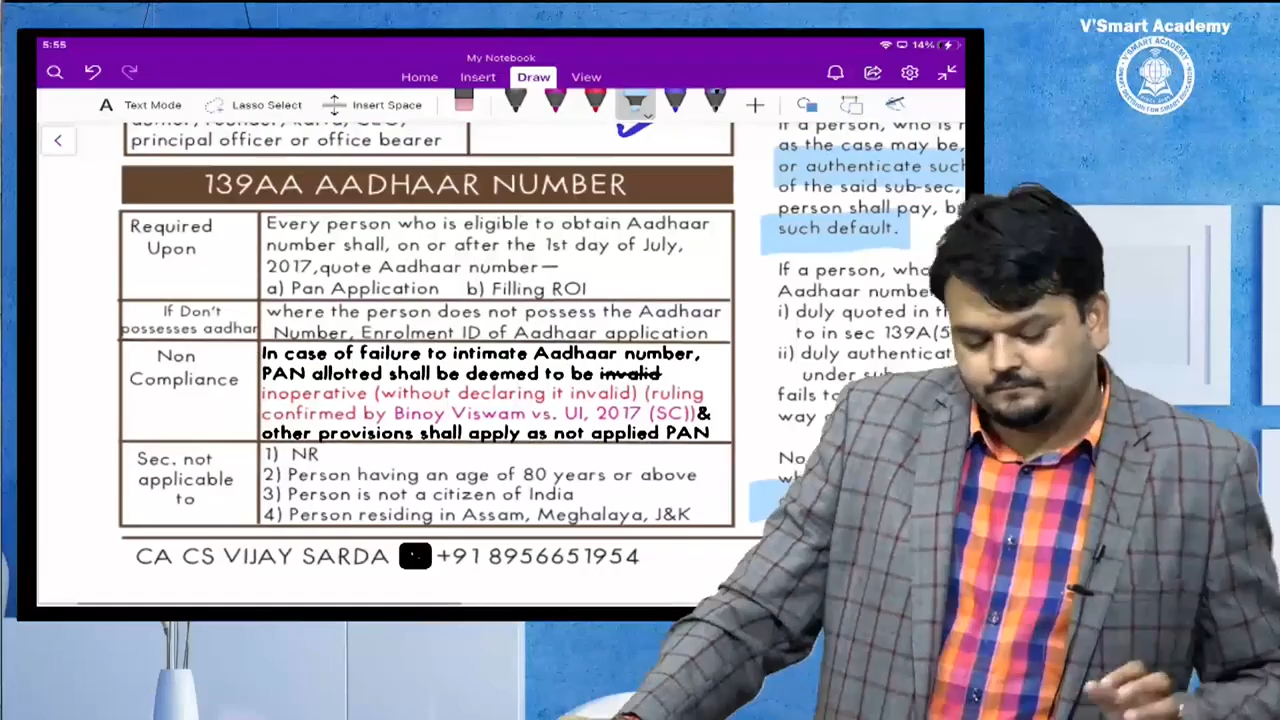 V'Smart Academy
5:55
14%
My Notebook
Home Insert Draw View
A Text Mode Lasso Select Insert Space
principal officer or office bearer
139AA AADHAAR NUMBER
Required Upon
Every person who is eligible to obtain Aadhaar
number shall, on or after the 1st day of July,
2017,quote Aadhaar number—
a) Pan Application b) Filling ROI
If Don't
possesses aadhar
where the person does not possess the Aadhaar
Number, Enrolment ID of Aadhaar application
Non
Compliance
In case of failure to intimate Aadhaar number,
PAN allotted shall be deemed to be invalid
inoperative (without declaring it invalid) (ruling
confirmed by Binoy Viswam vs. UI, 2017 (SC))&
other provisions shall apply as not applied PAN
Sec. not
applicable
to
1) NR
2) Person having an age of 80 years or above
3) Person is not a citizen of India
4) Person residing in Assam, Meghalaya, J&K
CA CS VIJAY SARDA +91 8956651954
If a person, who is
as the case may be,
or authenticate such
of the said sub-sec,
person shall pay, b
such default.
If a person, who
Aadhaar numbe
i) duly quoted in th
to in sec 139A(5
ii) duly authenticat
under su
fails to
way
No